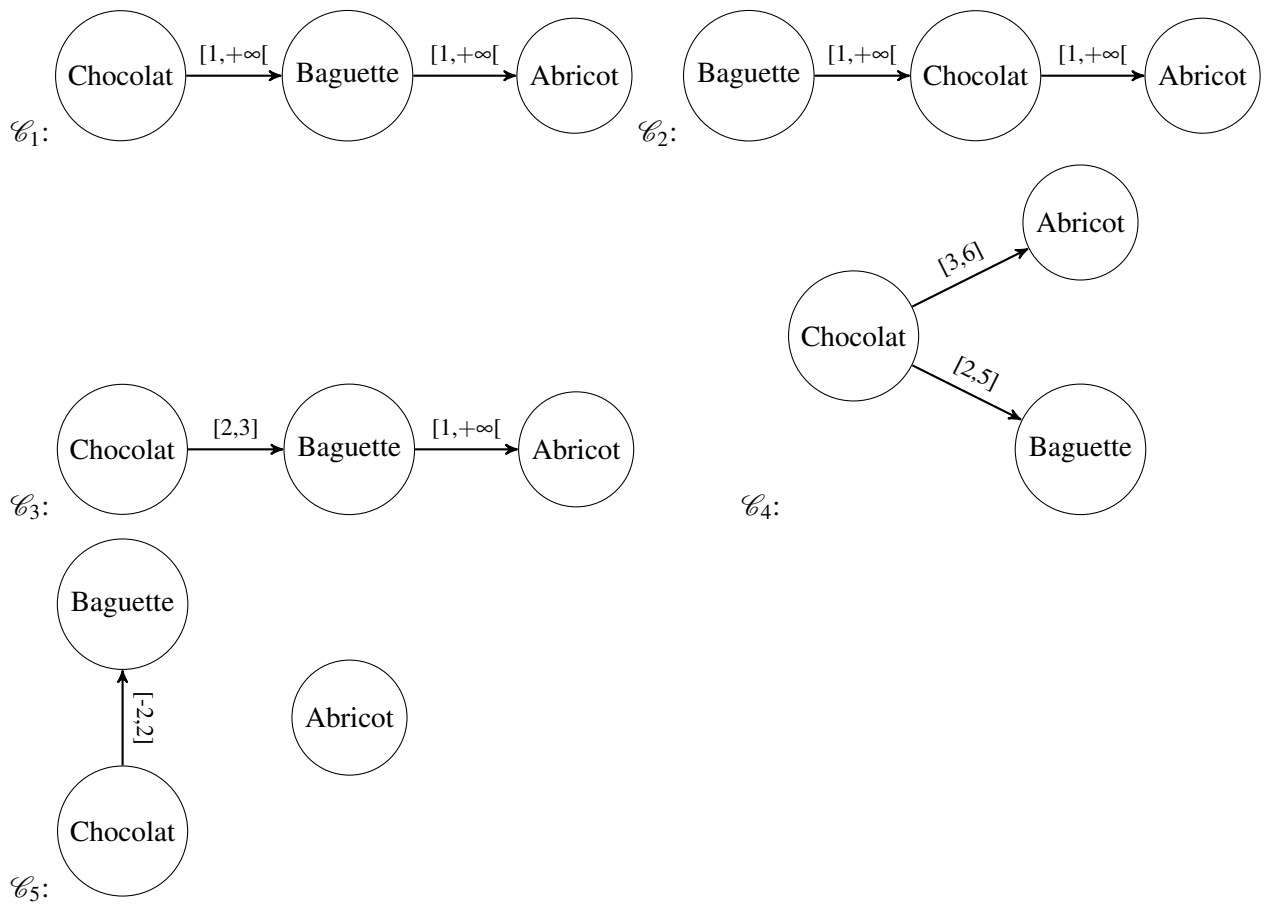 Chocolat [1,+∞[ Baguette [1,+∞[ Abricot
𝒞₁:
Baguette [1,+∞[ Chocolat [1,+∞[ Abricot
𝒞₂:
Chocolat [2,3] Baguette [1,+∞[ Abricot
𝒞₃:
Abricot
[3,6]
Chocolat
[2,5]
Baguette
𝒞₄:
Baguette
[-2,2]
Abricot
Chocolat
𝒞₅: